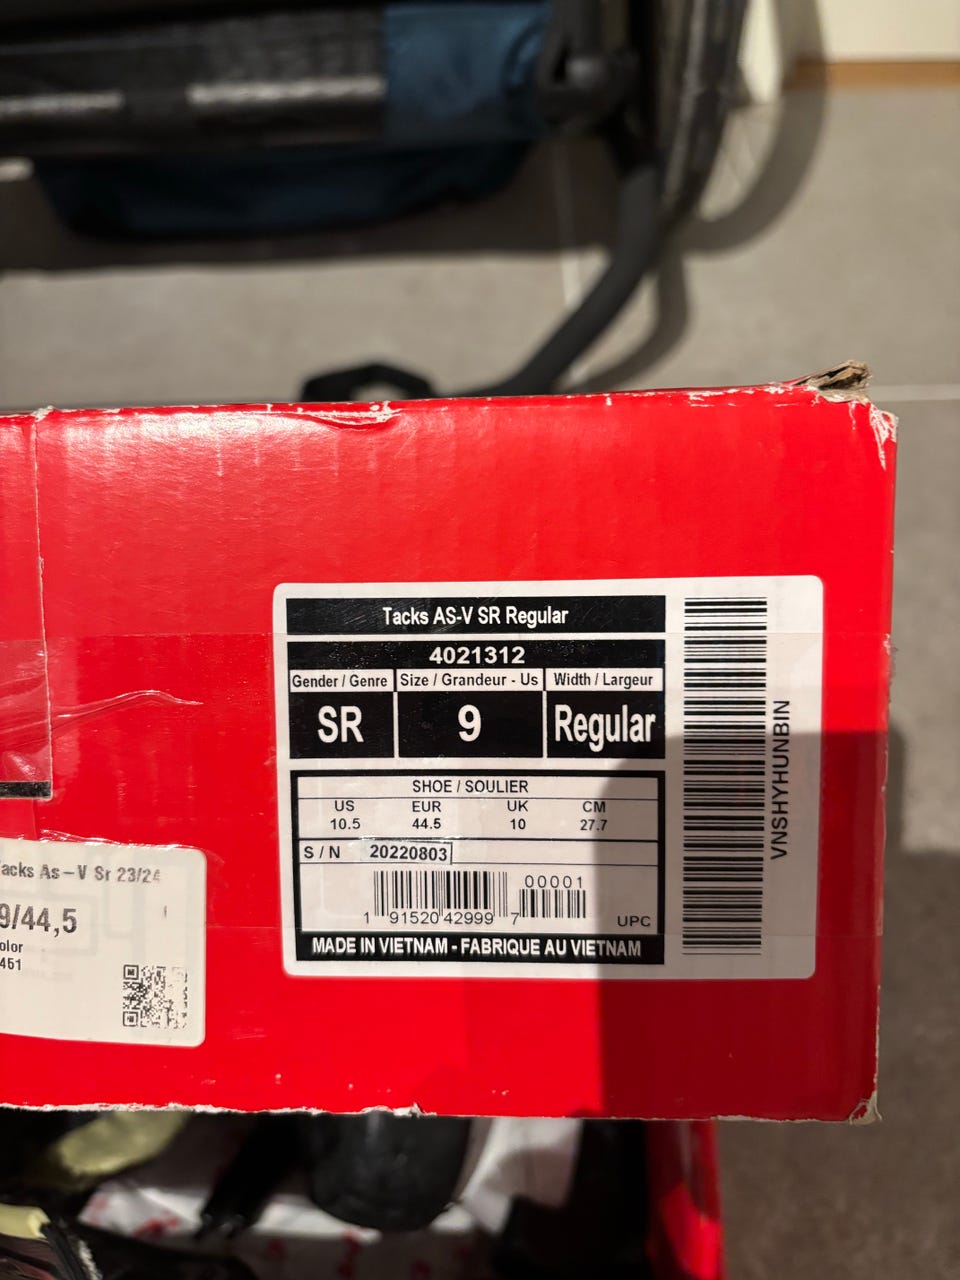 Tacks AS-V SR Regular
4021312
Gender / Genre Size / Grandeur - Us Width / Largeur
SR 9 Regular
SHOE / SOULIER
US EUR UK CM
10.5 44.5 10 27.7
S / N 20220803
00001
1 91520 42999 7 UPC
MADE IN VIETNAM - FABRIQUE AU VIETNAM
VNSHYHUNBIN
As-V Sr 23/24
9/44,5
451